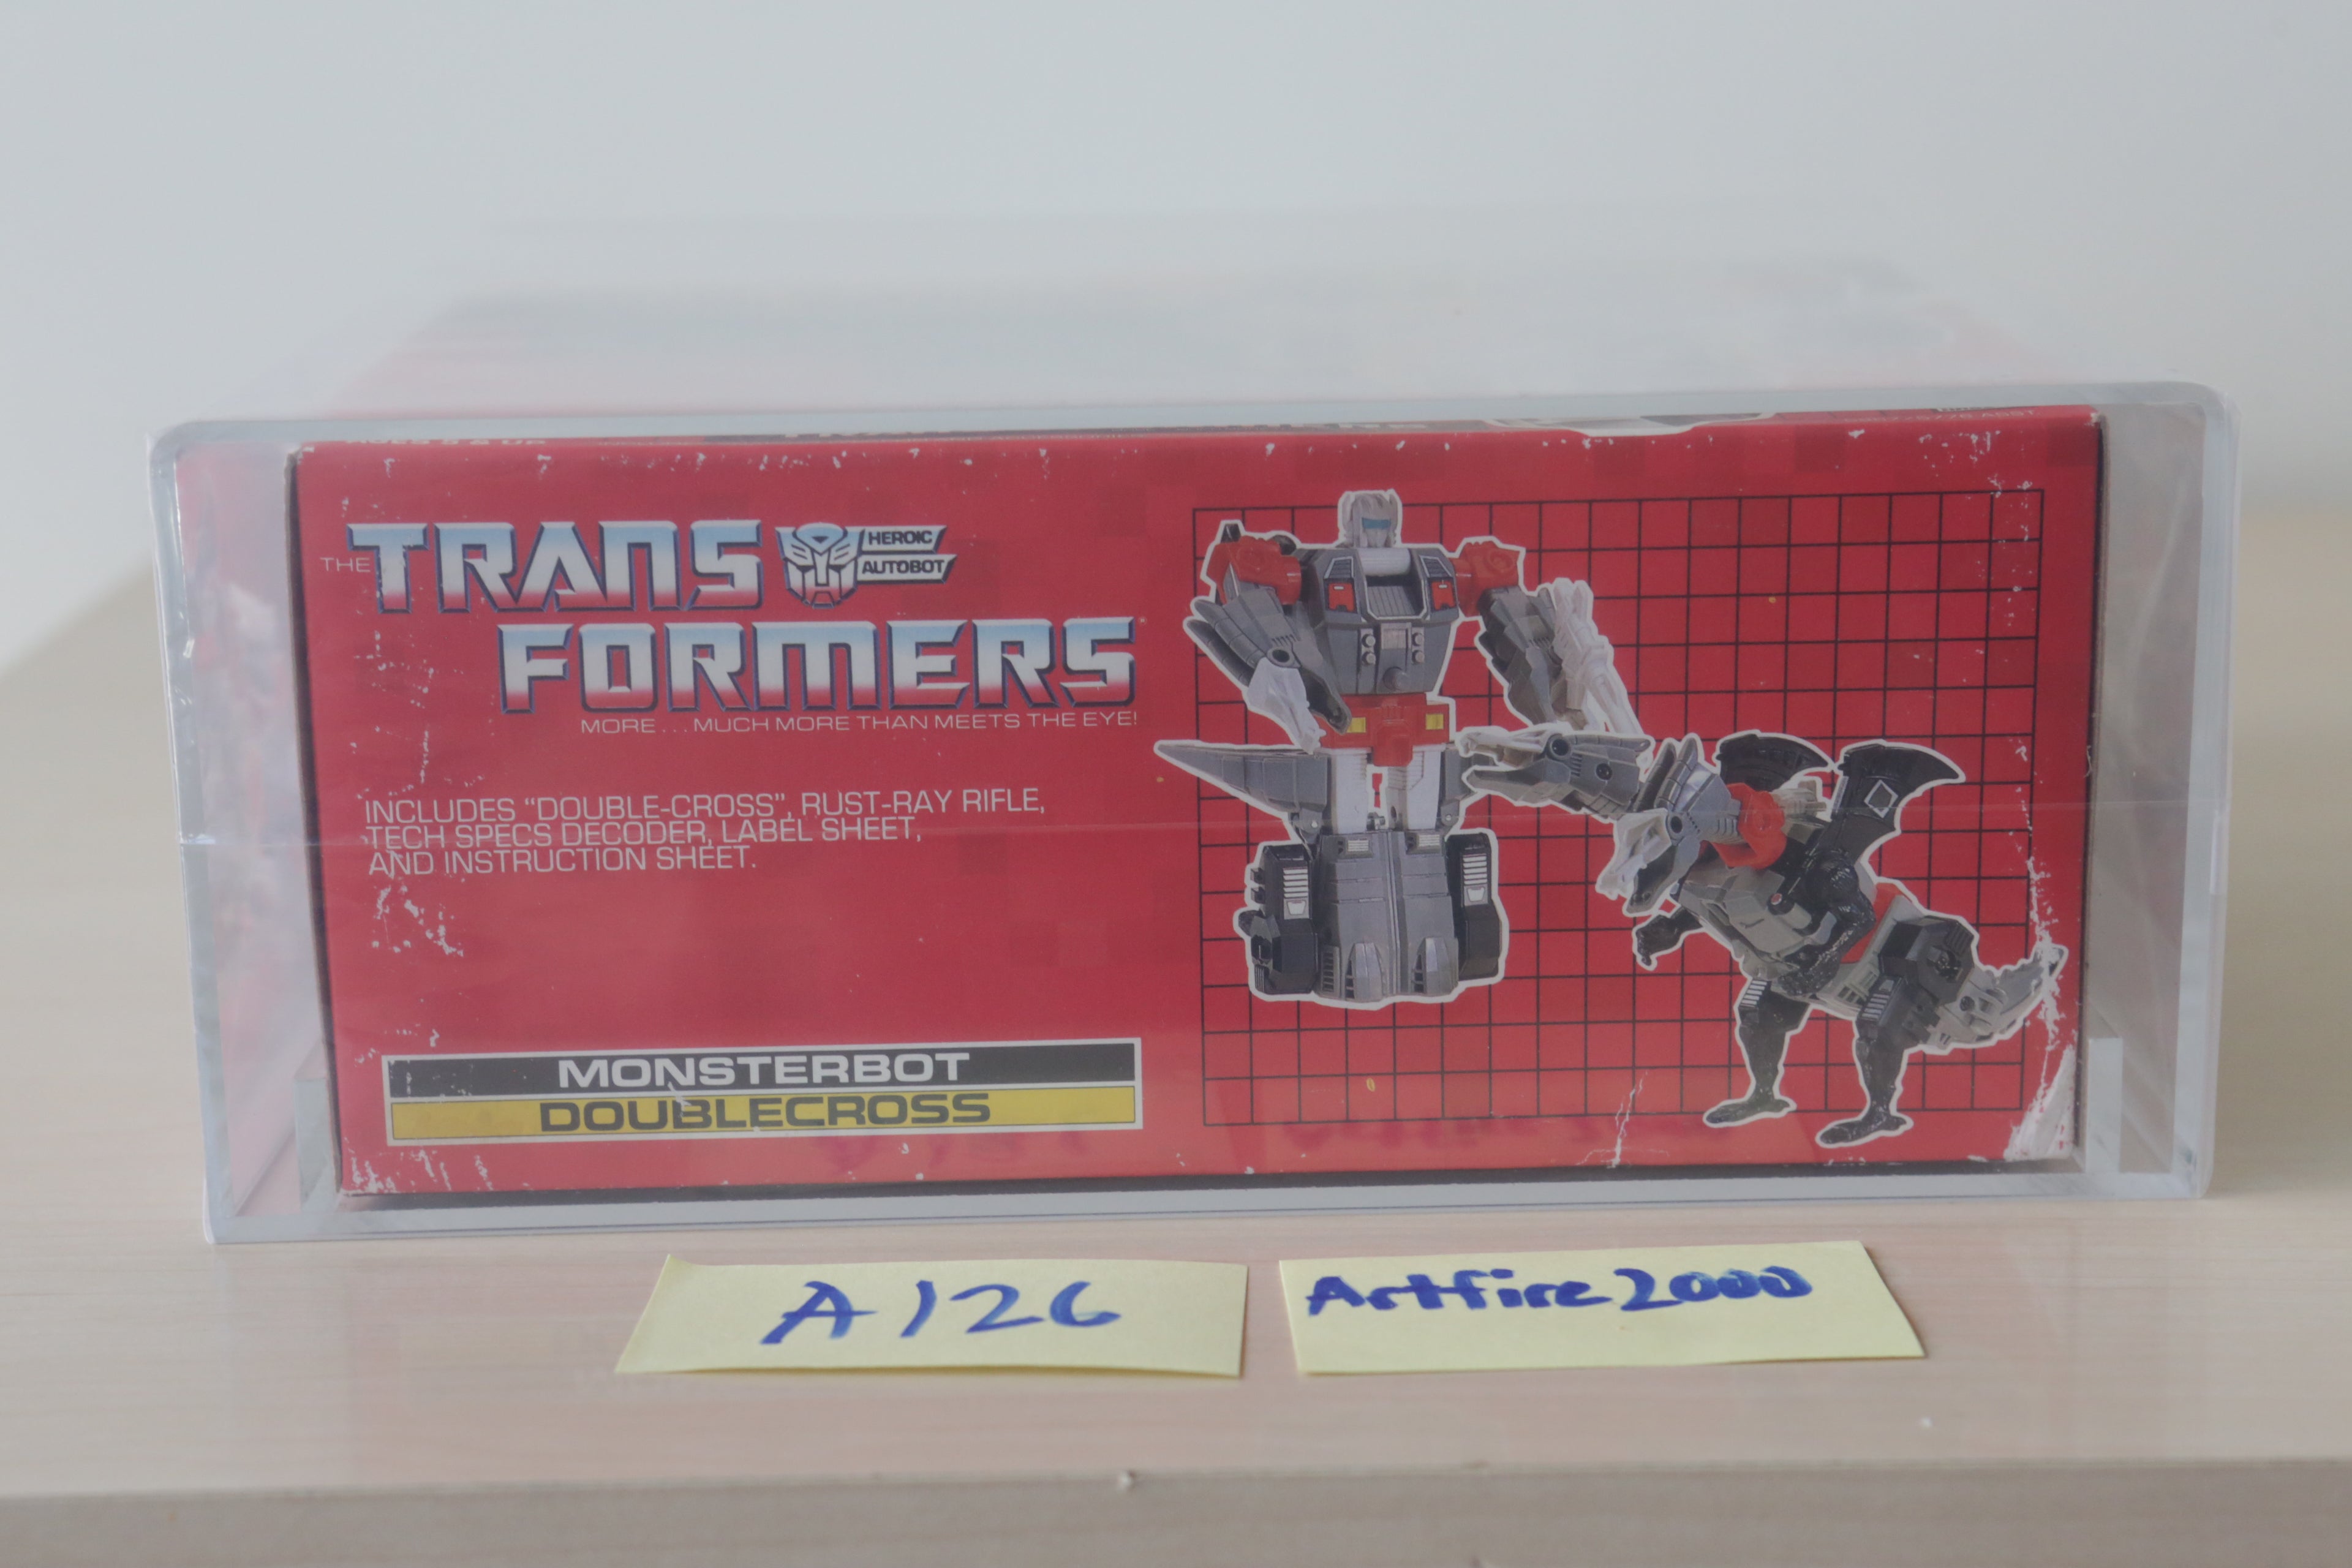 THE TRANS HEROIC
AUTOBOT
FORMERS
MORE...MUCH MORE THAN MEETS THE EYE!
INCLUDES “DOUBLE-CROSS”, RUST-RAY RIFLE,
TECH SPECS DECODER, LABEL SHEET,
AND INSTRUCTION SHEET.
MONSTERBOT
DOUBLECROSS
A126
Artfire2000